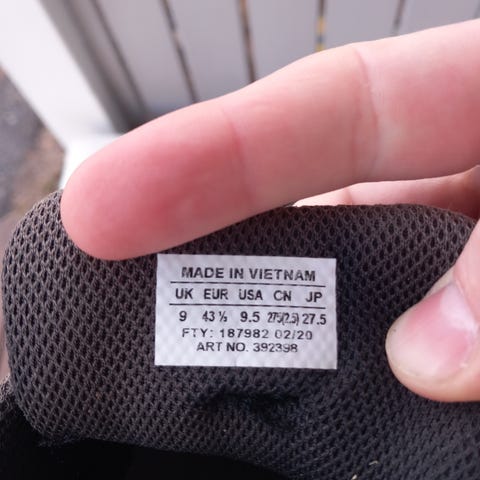 MADE IN VIETNAM
UK EUR USA CN JP
9 43 ½ 9.5 275(2.5) 27.5
FTY: 187982 02/20
ART NO. 392398